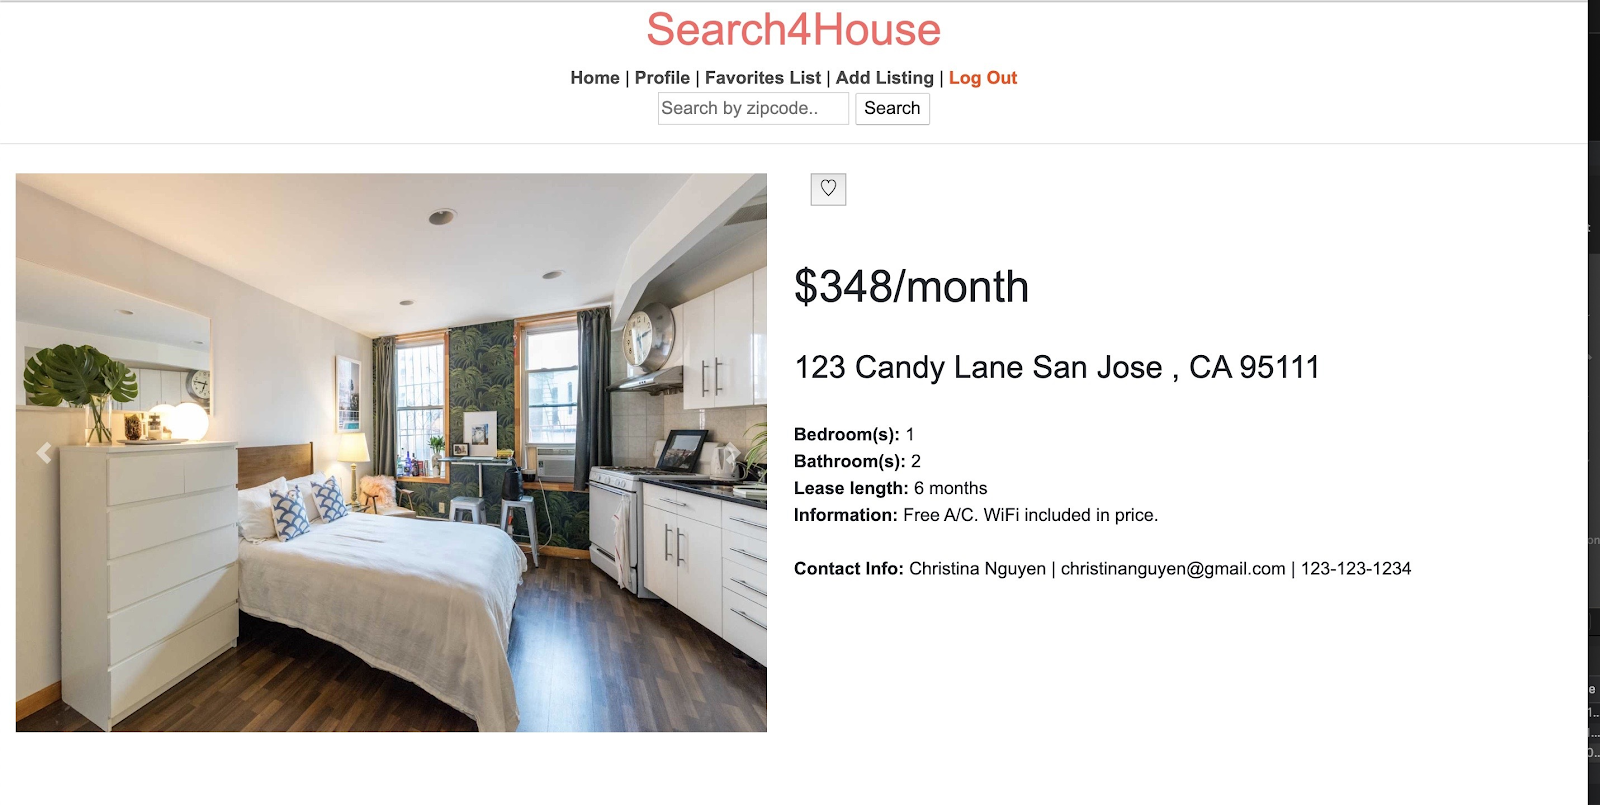 Search4House
Home | Profile | Favorites List | Add Listing | Log Out
Search by zipcode.. Search
$348/month
123 Candy Lane San Jose , CA 95111
Bedroom(s): 1
Bathroom(s): 2
Lease length: 6 months
Information: Free A/C. WiFi included in price.
Contact Info: Christina Nguyen | christinanguyen@gmail.com | 123-123-1234